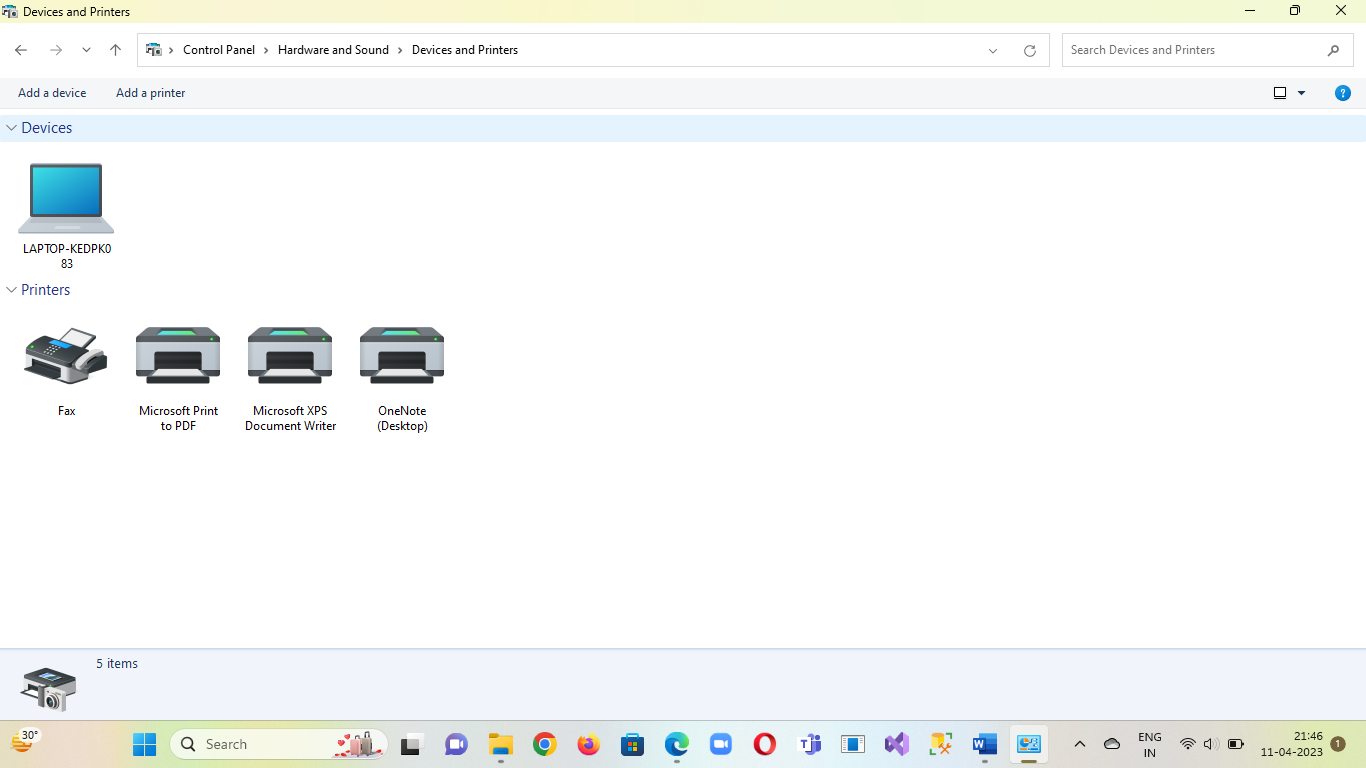 Devices and Printers
Control Panel > Hardware and Sound > Devices and Printers
Search Devices and Printers
Add a device
Add a printer
?
Devices
LAPTOP-KEDPK0
83
Printers
Fax
Microsoft Print
to PDF
Microsoft XPS
Document Writer
OneNote
(Desktop)
5 items
30°
Search
ENG
IN
21:46
11-04-2023
1